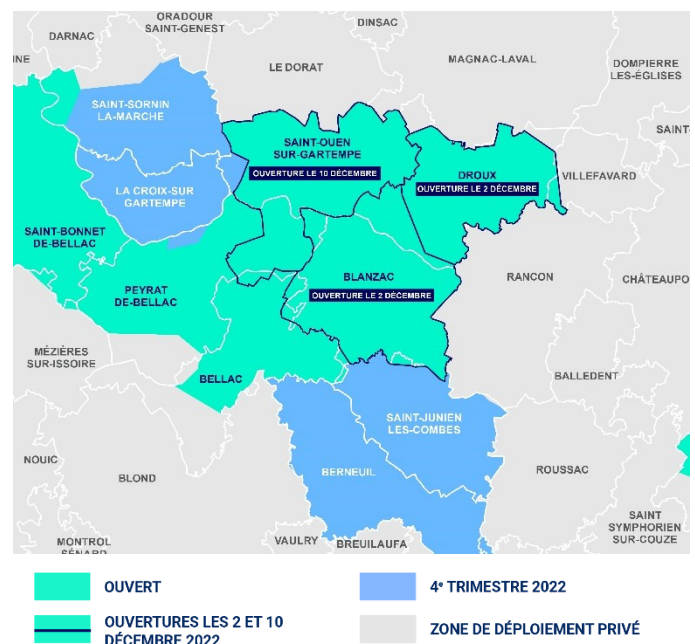 ORADOUR
SAINT-GENEST
DINSAC
DARNAC
MAGNAC-LAVAL
LE DORAT
DOMPIERRE
LES-ÉGLISES
INE
SAINT-SORNIN
LA-MARCHE
SAINT-
SAINT-OUEN
SUR-GARTEMPE
OUVERTURE LE 10 DÉCEMBRE
DROUX
OUVERTURE LE 2 DÉCEMBRE
VILLEFAVARD
LA CROIX-SUR
GARTEMPE
SAINT-BONNET
DE-BELLAC
PEYRAT
DE-BELLAC
BLANZAC
OUVERTURE LE 2 DÉCEMBRE
RANCON
CHÂTEAUPO
MÉZIÈRES
SUR-ISSOIRE
BELLAC
BALLEDENT
SAINT-JUNIEN
LES-COMBES
NOUIC
BLOND
BERNEUIL
ROUSSAC
SAINT
SYMPHORIEN
SUR-COUZE
MONTROL
SÉNARD
VAULRY
BREUILAUFA
OUVERT
4e TRIMESTRE 2022
OUVERTURES LES 2 ET 10
DÉCEMBRE 2022
ZONE DE DÉPLOIEMENT PRIVÉ